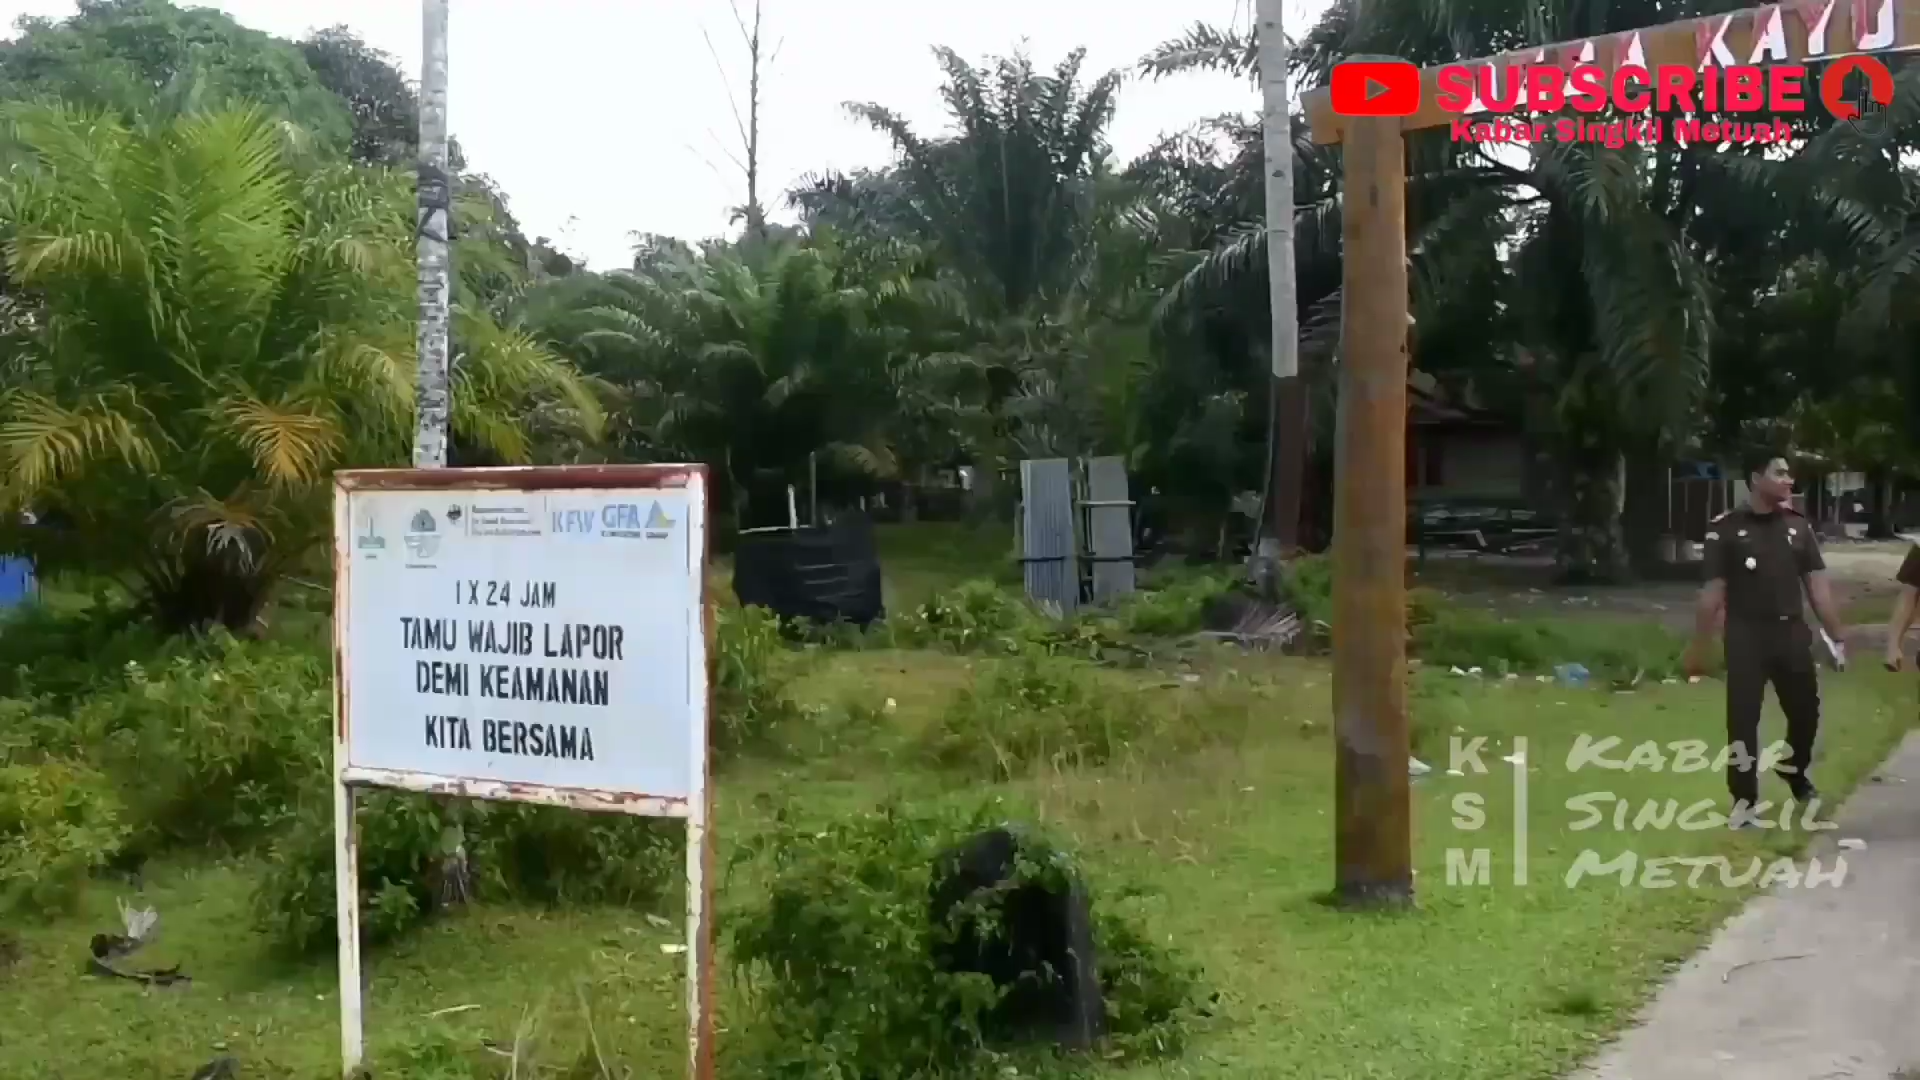 KAYU
SUBSCRIBE
Kabar Singkil Metuah
KFW GFA
1 X 24 JAM
TAMU WAJIB LAPOR
DEMI KEAMANAN
KITA BERSAMA
K
S
M
KABAR
SINGKIL
METUAH